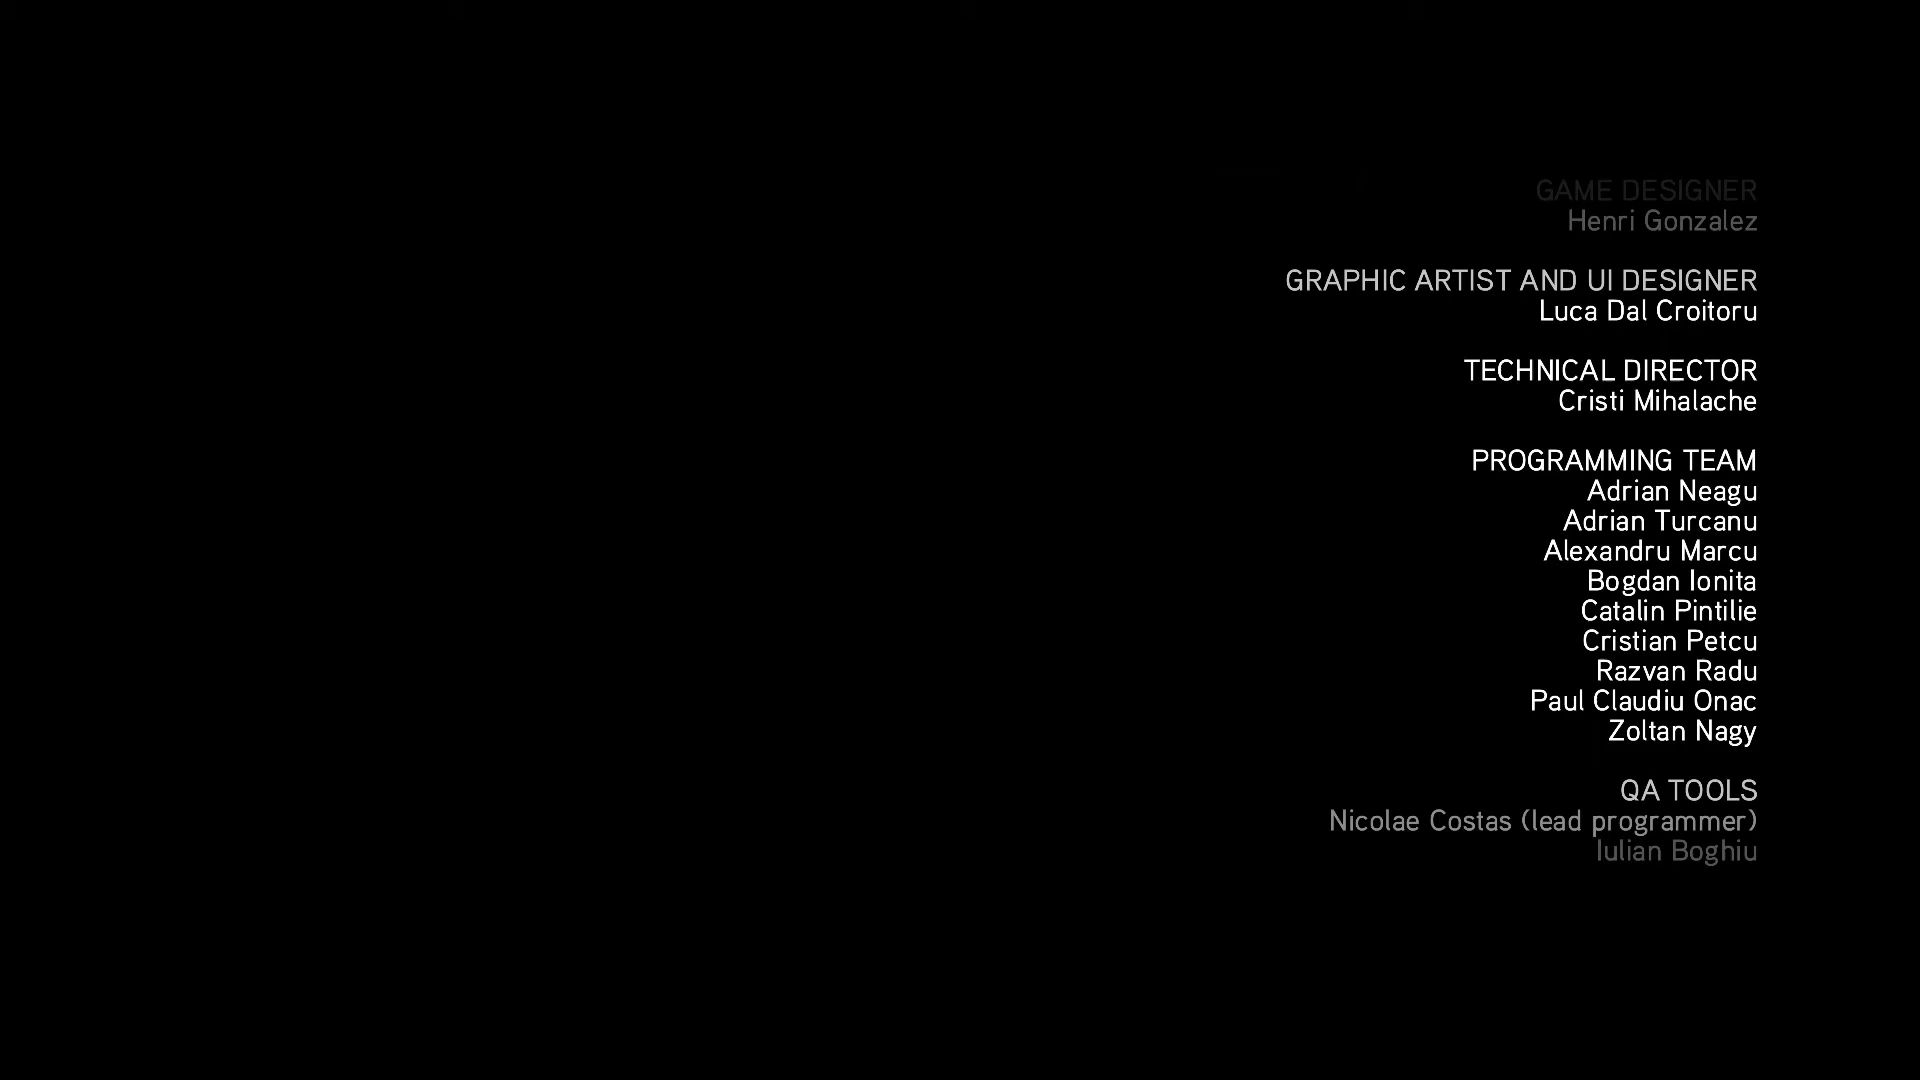 GAME DESIGNER
Henri Gonzalez
GRAPHIC ARTIST AND UI DESIGNER
Luca Dal Croitoru
TECHNICAL DIRECTOR
Cristi Mihalache
PROGRAMMING TEAM
Adrian Neagu
Adrian Turcanu
Alexandru Marcu
Bogdan Ionita
Catalin Pintilie
Cristian Petcu
Razvan Radu
Paul Claudiu Onac
Zoltan Nagy
QA TOOLS
Nicolae Costas (lead programmer)
Iulian Boghiu